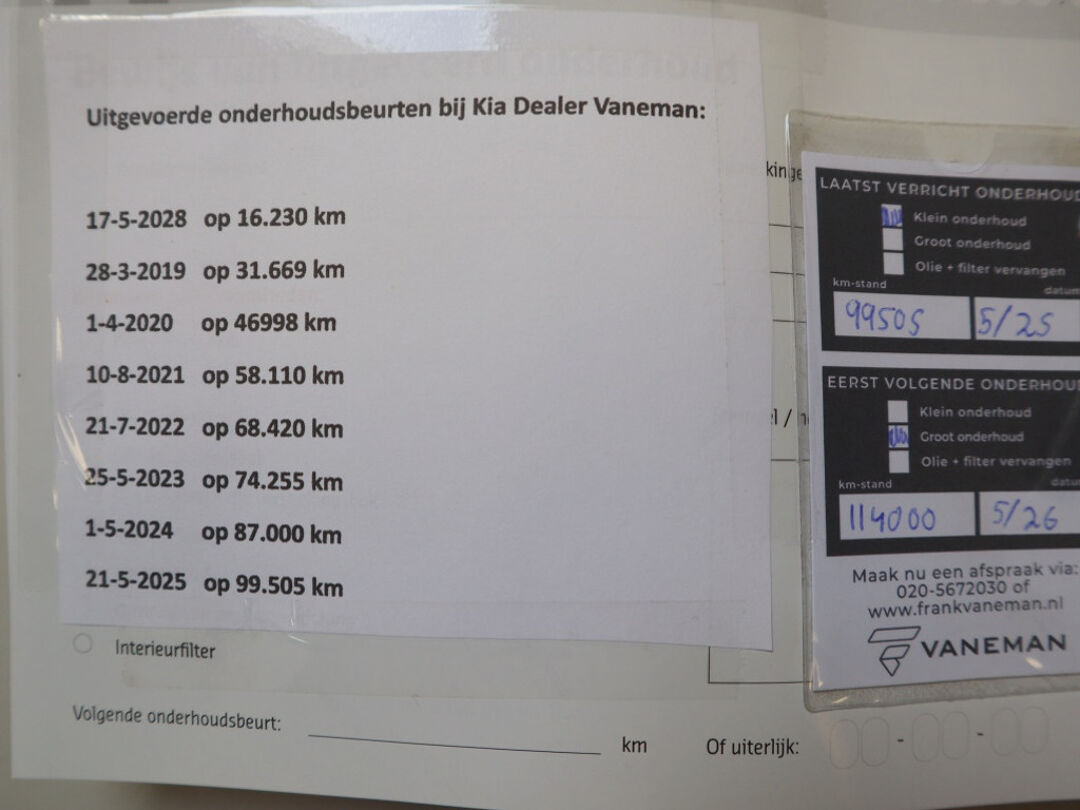 Uitgevoerde onderhoudsbeurten bij Kia Dealer Vaneman:
17-5-2028 op 16.230 km
28-3-2019 op 31.669 km
1-4-2020 op 46998 km
10-8-2021 op 58.110 km
21-7-2022 op 68.420 km
25-5-2023 op 74.255 km
1-5-2024 op 87.000 km
21-5-2025 op 99.505 km
Interieurfilter
Volgende onderhoudsbeurt: km Of uiterlijk: - -
LAATST VERRICHT ONDERHOUD
Klein onderhoud
Groot onderhoud
Olie + filter vervangen
km-stand datum
99505 5/25
EERST VOLGENDE ONDERHOU
Klein onderhoud
Groot onderhoud
Olie + filter vervangen
km-stand datu
114000 5/26
Maak nu een afspraak via:
020-5672030 of
www.frankvaneman.nl
VANEMAN